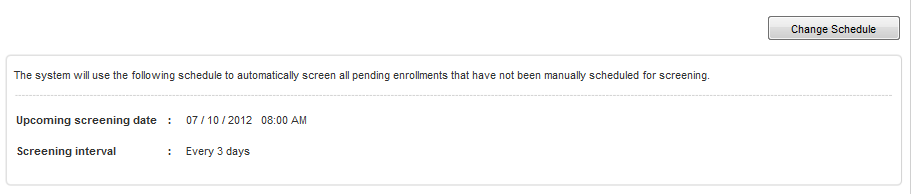 Change Schedule
The system will use the following schedule to automatically screen all pending enrollments that have not been manually scheduled for screening.
Upcoming screening date : 07 / 10 / 2012 08:00 AM
Screening interval : Every 3 days